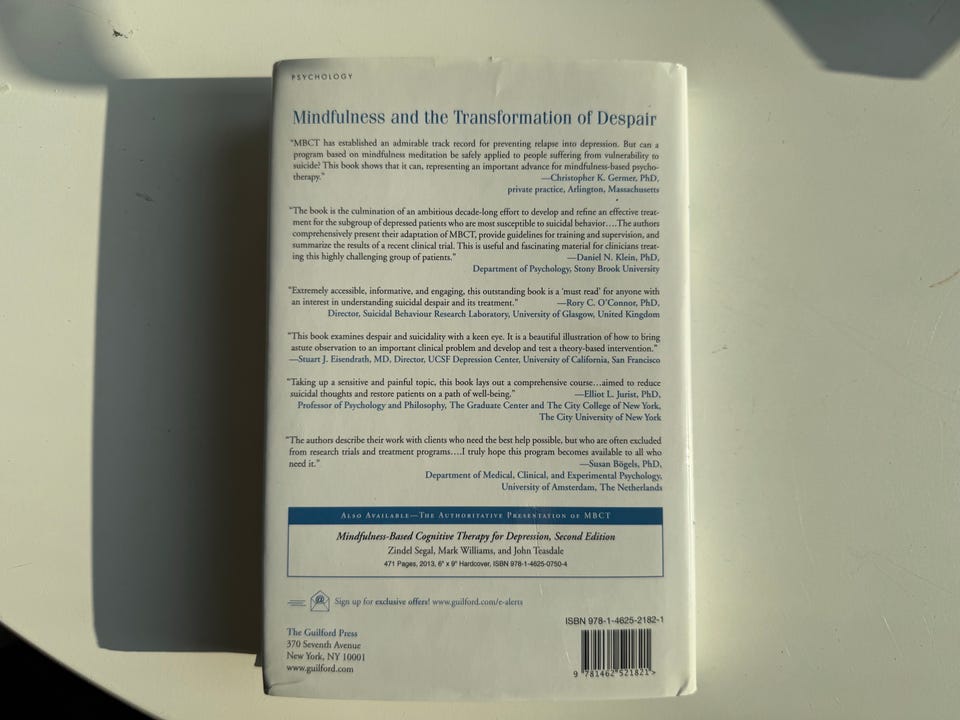 PSYCHOLOGY
Mindfulness and the Transformation of Despair
"MBCT has established an admirable track record for preventing relapse into depression. But can a
program based on mindfulness meditation be safely applied to people suffering from vulnerability to
suicide? This book shows that it can, representing an important advance for mindfulness-based psycho-
therapy." —Christopher K. Germer, PhD,
private practice, Arlington, Massachusetts
"The book is the culmination of an ambitious decade-long effort to develop and refine an effective treat-
ment for the subgroup of depressed patients who are most susceptible to suicidal behavior….The authors
comprehensively present their adaptation of MBCT, provide guidelines for training and supervision, and
summarize the results of a recent clinical trial. This is useful and fascinating material for clinicians treat-
ing this highly challenging group of patients." —Daniel N. Klein, PhD,
Department of Psychology, Stony Brook University
"Extremely accessible, informative, and engaging, this outstanding book is a 'must read' for anyone with
an interest in understanding suicidal despair and its treatment." —Rory C. O'Connor, PhD,
Director, Suicidal Behaviour Research Laboratory, University of Glasgow, United Kingdom
"This book examines despair and suicidality with a keen eye. It is a beautiful illustration of how to bring
astute observation to an important clinical problem and develop and test a theory-based intervention."
—Stuart J. Eisendrath, MD, Director, UCSF Depression Center, University of California, San Francisco
"Taking up a sensitive and painful topic, this book lays out a comprehensive course…aimed to reduce
suicidal thoughts and restore patients on a path of well-being." —Elliot L. Jurist, PhD,
Professor of Psychology and Philosophy, The Graduate Center and The City College of New York,
The City University of New York
"The authors describe their work with clients who need the best help possible, but who are often excluded
from research trials and treatment programs….I truly hope this program becomes available to all who
need it." —Susan Bögels, PhD,
Department of Medical, Clinical, and Experimental Psychology,
University of Amsterdam, The Netherlands
Also Available—The Authoritative Presentation of MBCT
Mindfulness-Based Cognitive Therapy for Depression, Second Edition
Zindel Segal, Mark Williams, and John Teasdale
471 Pages, 2013, 6" x 9" Hardcover, ISBN 978-1-4625-0750-4
@ Sign up for exclusive offers! www.guilford.com/e-alerts
The Guilford Press
370 Seventh Avenue
New York, NY 10001
www.guilford.com
ISBN 978-1-4625-2182-1
9 781462 521821>